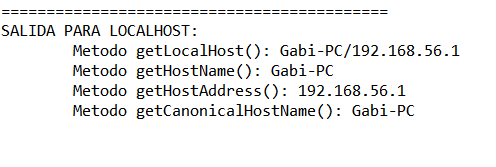 ===========================================
SALIDA PARA LOCALHOST:
        Metodo getLocalHost(): Gabi-PC/192.168.56.1
        Metodo getHostName(): Gabi-PC
        Metodo getHostAddress(): 192.168.56.1
        Metodo getCanonicalHostName(): Gabi-PC